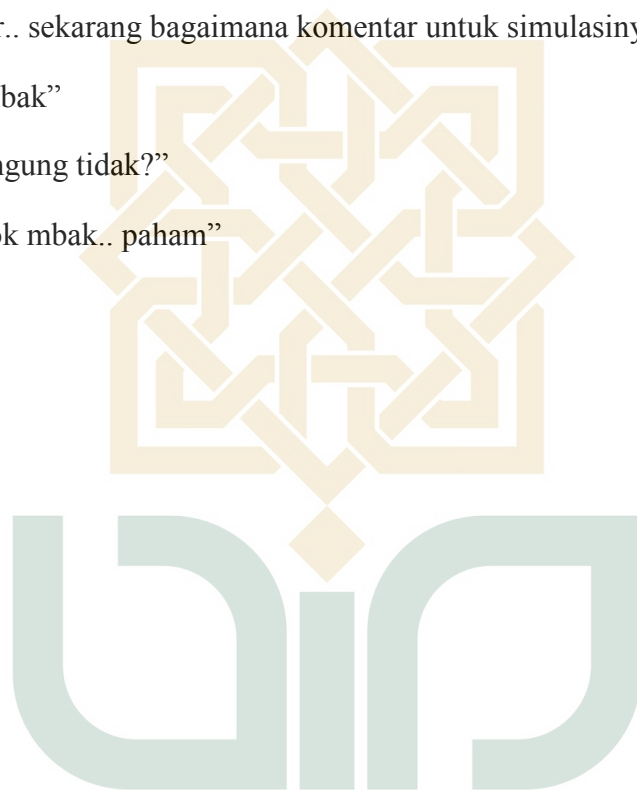 r.. sekarang bagaimana komentar untuk simulasiny
bak”
ngung tidak?”
ok mbak.. paham”